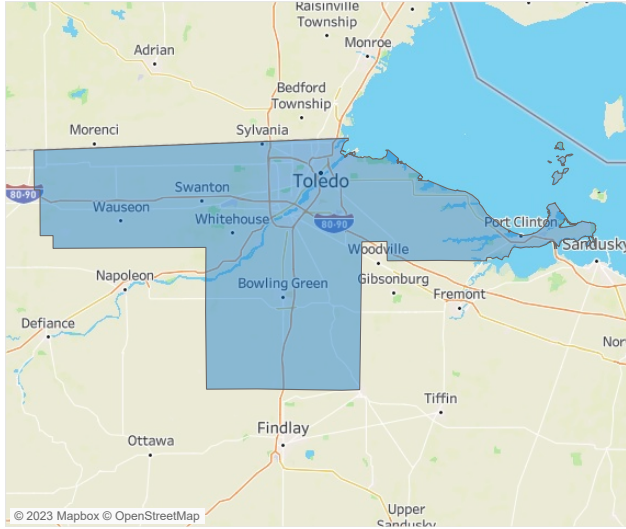 Raisinville
Township
Adrian
Monroe
Bedford
Township
Morenci
Sylvania
Toledo
80-90
Swanton
Wauseon
Whitehouse
80-90
Port Clinton
Woodville
Sandusky
Napoleon
Bowling Green
Gibsonburg
Fremont
Defiance
Nor
Tiffin
Findlay
Ottawa
Upper
Sandusky
© 2023 Mapbox © OpenStreetMap